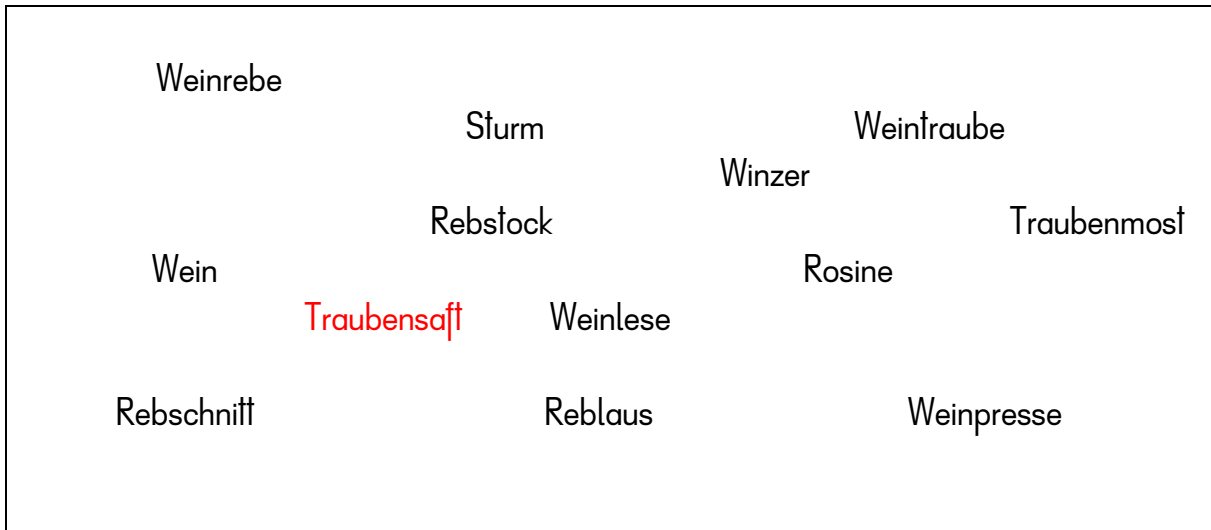 Weinrebe
Sturm Weintraube
Winzer
Rebstock Traubenmost
Wein Rosine
Traubensaft Weinlese
Rebschnitt Reblaus Weinpresse